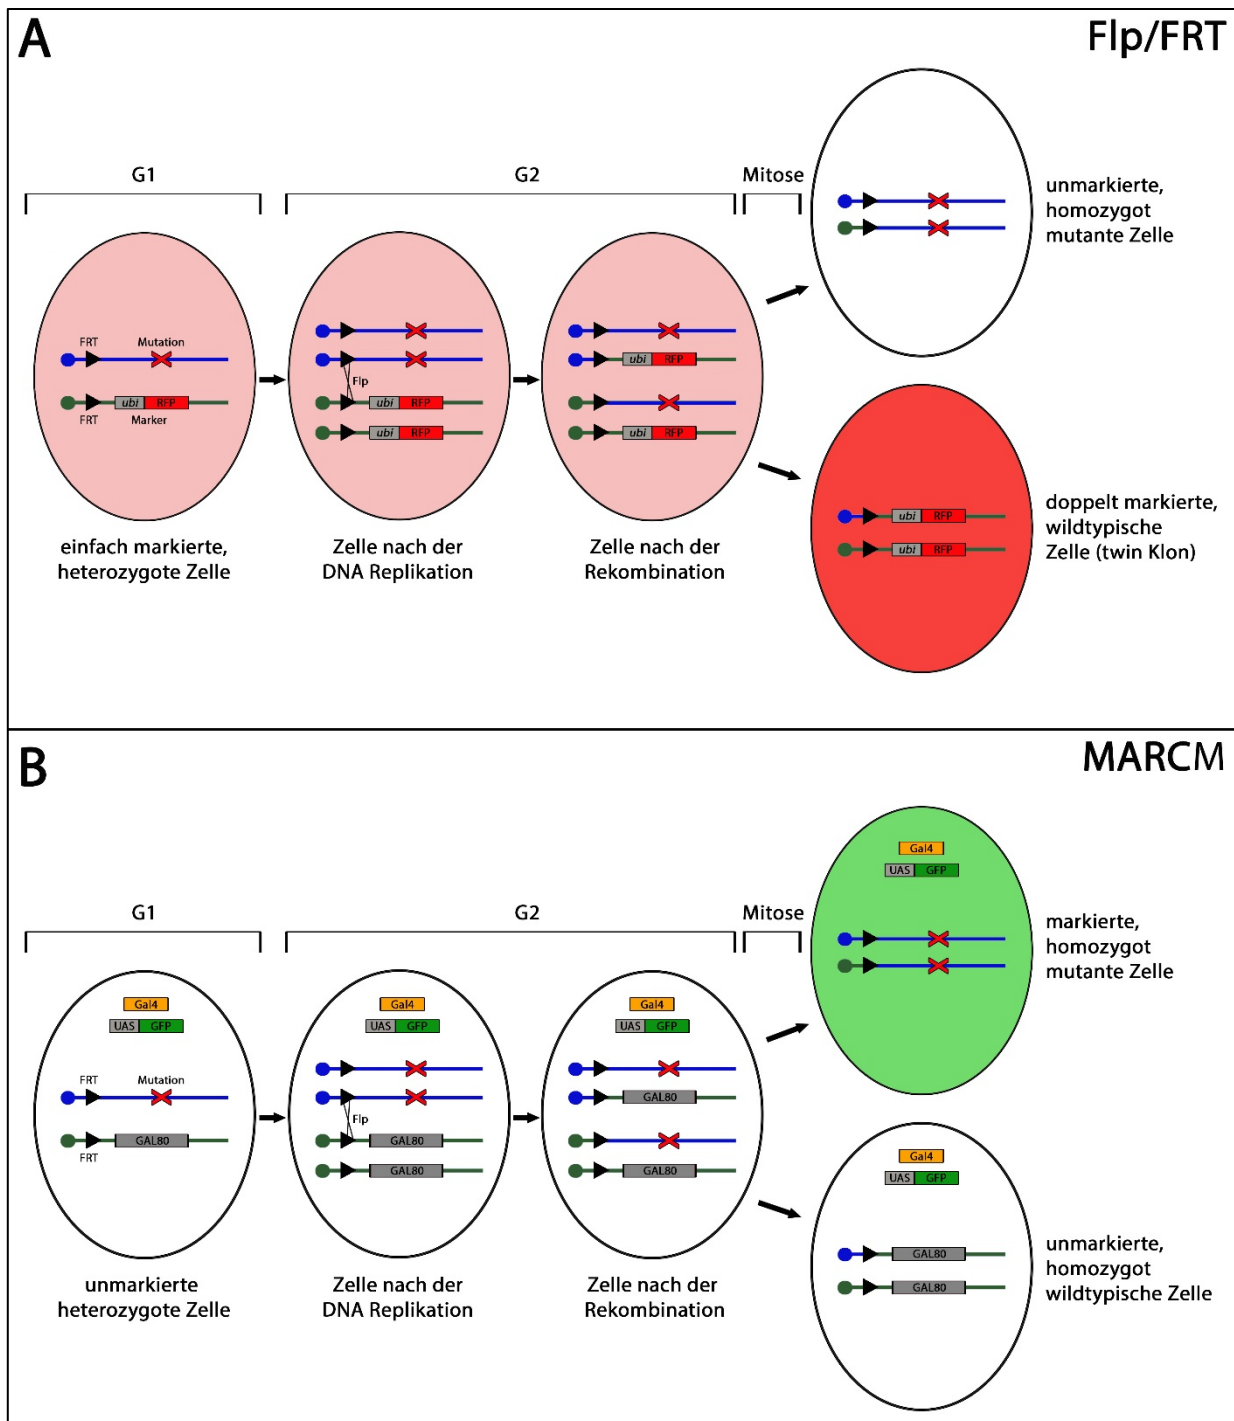 A
Flp/FRT
G1
G2
Mitose
FRT
Mutation
ubi
RFP
FRT
Marker
einfach markierte,
heterozygote Zelle
Flp
ubi
RFP
ubi
RFP
Zelle nach der
DNA Replikation
ubi
RFP
ubi
RFP
Zelle nach der
Rekombination
unmarkierte,
homozygot
mutante Zelle
ubi
RFP
ubi
RFP
doppelt markierte,
wildtypische
Zelle (twin Klon)
B
MARCM
G1
G2
Mitose
Gal4
UAS
GFP
FRT
Mutation
GAL80
FRT
unmarkierte
heterozygote Zelle
Gal4
UAS
GFP
Flp
GAL80
GAL80
Zelle nach der
DNA Replikation
Gal4
UAS
GFP
GAL80
GAL80
Zelle nach der
Rekombination
Gal4
UAS
GFP
markierte,
homozygot
mutante Zelle
Gal4
UAS
GFP
GAL80
GAL80
unmarkierte,
homozygot
wildtypische Zelle